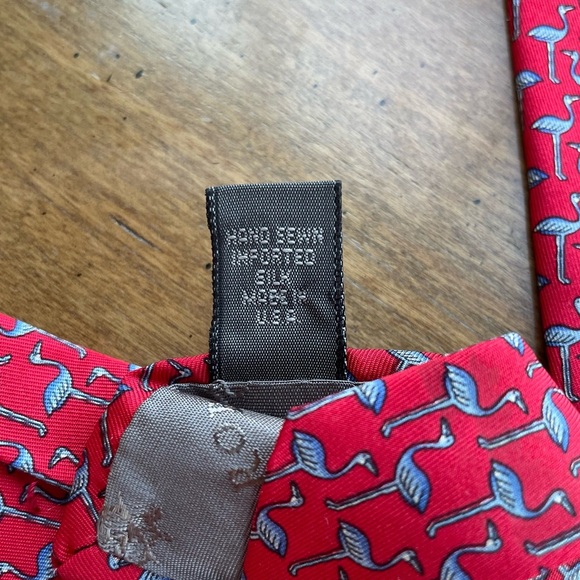 HAND SEWN
IMPORTED
SILK
MADE IN
U.S.A